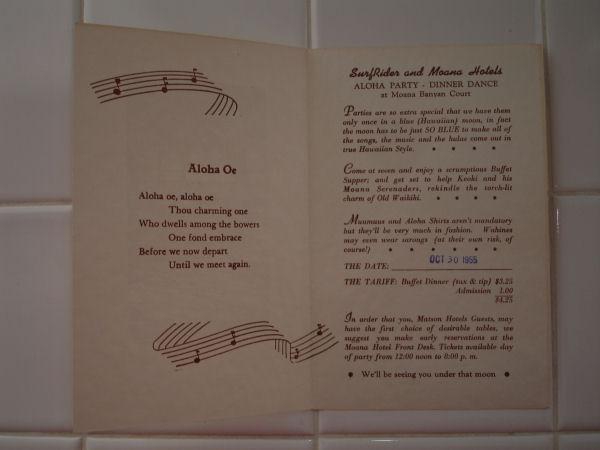 Aloha Oe
Aloha oe, aloha oe
Thou charming one
Who dwells among the bowers
One fond embrace
Before we now depart
Until we meet again.
SurfRider and Moana Hotels
ALOHA PARTY - DINNER DANCE
at Moana Banyan Court
Parties are so extra special that we have them
only once in a blue (Hawaiian) moon, in fact
the moon has to be just SO BLUE to make all of
the songs, the music and the hulas come out in
true Hawaiian Style. * * * *
Come at seven and enjoy a scrumptious Buffet
Supper; and get set to help Keoki and his
Moana Serenaders, rekindle the torch-lit
charm of Old Waikiki. * * * *
Muumuus and Aloha Shirts aren't mandatory
but they'll be very much in fashion. Wahines
may even wear sarongs (at their own risk, of
course!) * * * * * *
THE DATE: OCT 30 1955
THE TARIFF: Buffet Dinner (tax & tip) $3.25
Admission 1.00
$4.25
In order that you, Matson Hotels Guests, may
have the first choice of desirable tables, we
suggest you make early reservations at the
Moana Hotel Front Desk. Tickets available day
of party from 12:00 noon to 8:00 p. m.
• We'll be seeing you under that moon •